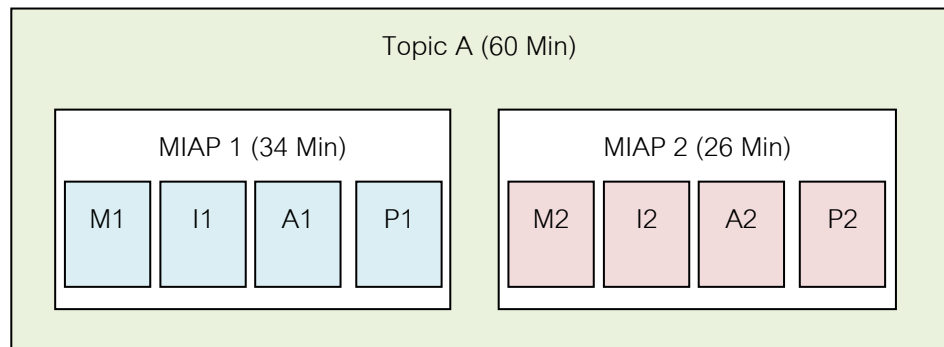 Topic A (60 Min)
MIAP 1 (34 Min)
M1 I1 A1 P1
MIAP 2 (26 Min)
M2 I2 A2 P2